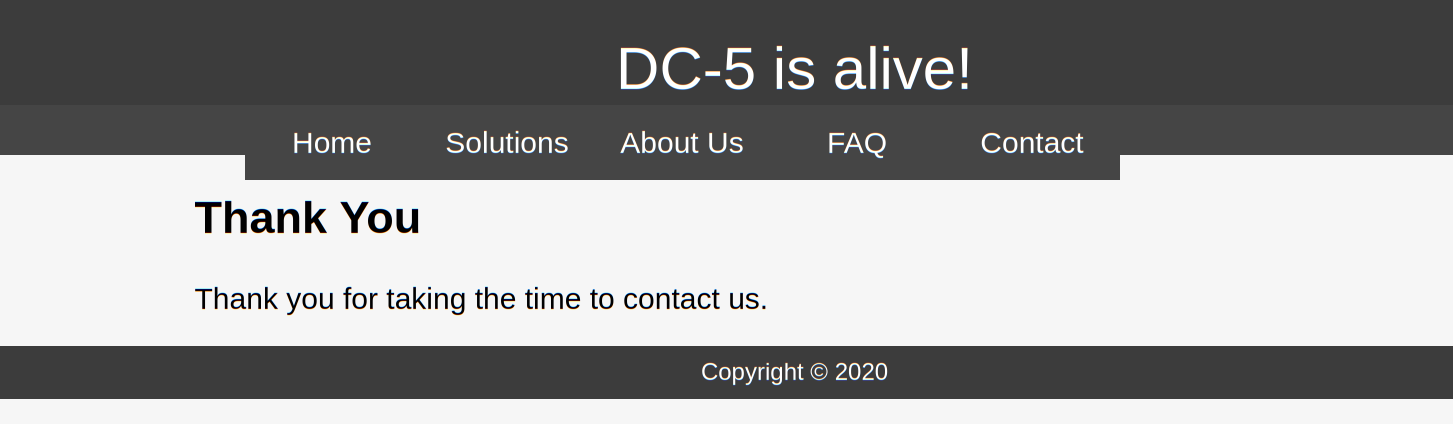 DC-5 is alive!
Home Solutions About Us FAQ Contact
Thank You
Thank you for taking the time to contact us.
Copyright © 2020